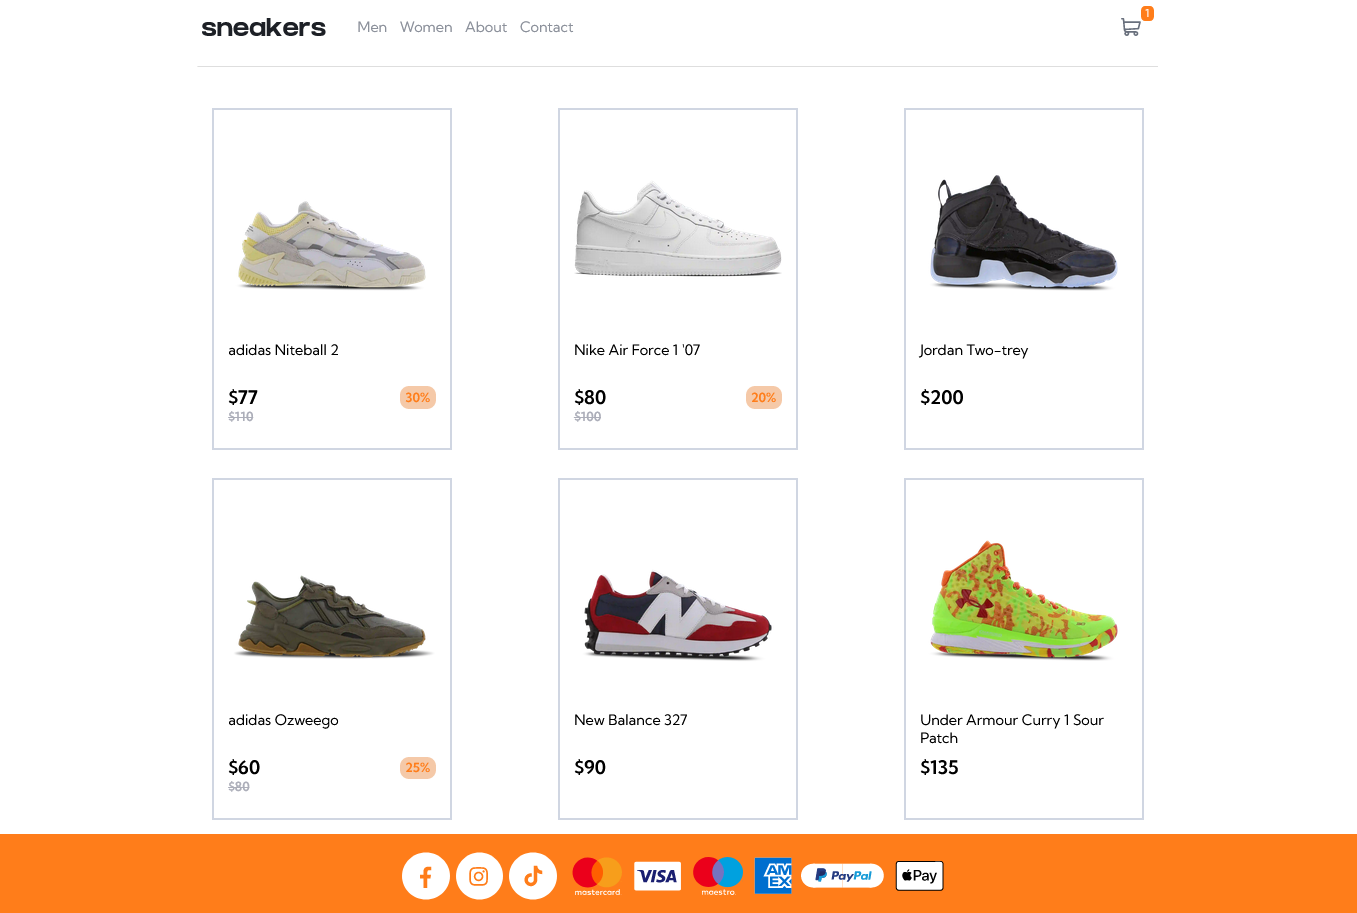 sneakers Men Women About Contact 1
adidas Niteball 2
$77 30%
$110
Nike Air Force 1 '07
$80 20%
$100
Jordan Two-trey
$200
adidas Ozweego
$60 25%
$80
New Balance 327
$90
Under Armour Curry 1 Sour
Patch
$135
mastercard VISA maestro AM EX PayPal Pay